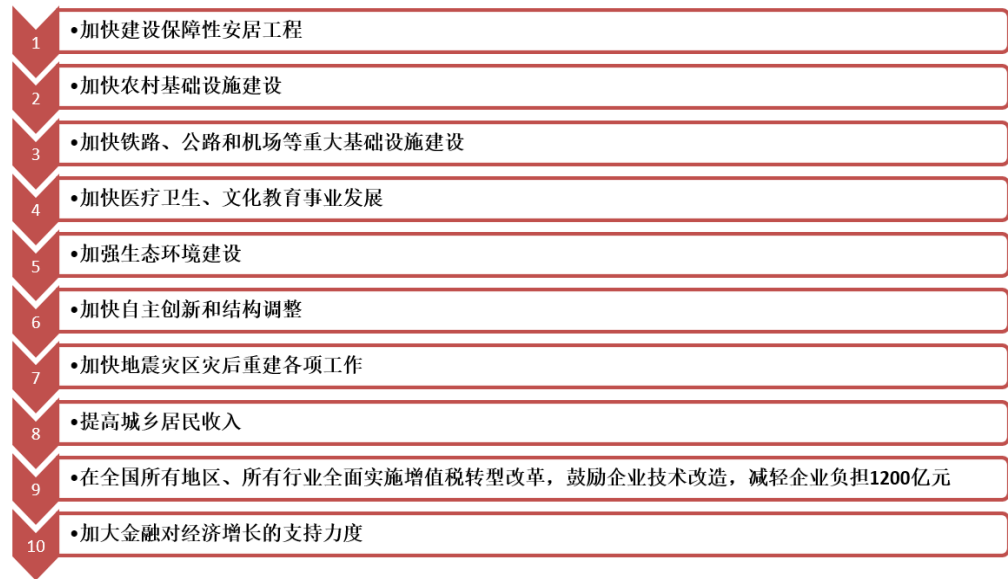 1
•加快建设保障性安居工程
2
•加快农村基础设施建设
3
•加快铁路、公路和机场等重大基础设施建设
4
•加快医疗卫生、文化教育事业发展
5
•加强生态环境建设
6
•加快自主创新和结构调整
7
•加快地震灾区灾后重建各项工作
8
•提高城乡居民收入
9
•在全国所有地区、所有行业全面实施增值税转型改革，鼓励企业技术改造，减轻企业负担1200亿元
10
•加大金融对经济增长的支持力度